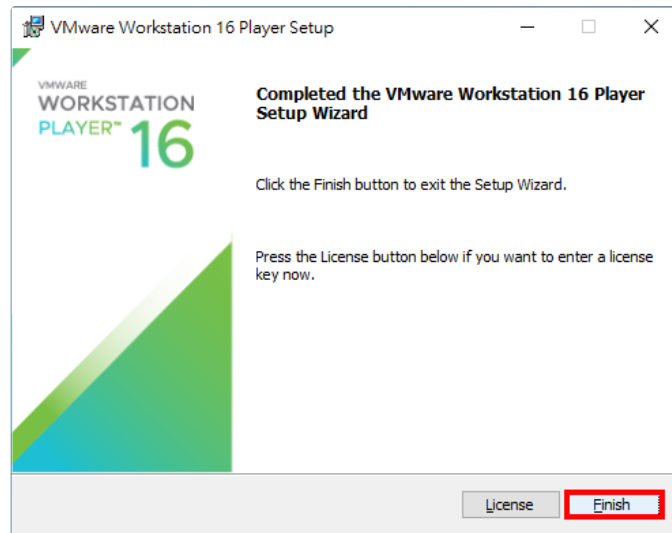 VMware Workstation 16 Player Setup
VMWARE
WORKSTATION
PLAYER™ 16
Completed the VMware Workstation 16 Player
Setup Wizard
Click the Finish button to exit the Setup Wizard.
Press the License button below if you want to enter a license
key now.
License
Finish